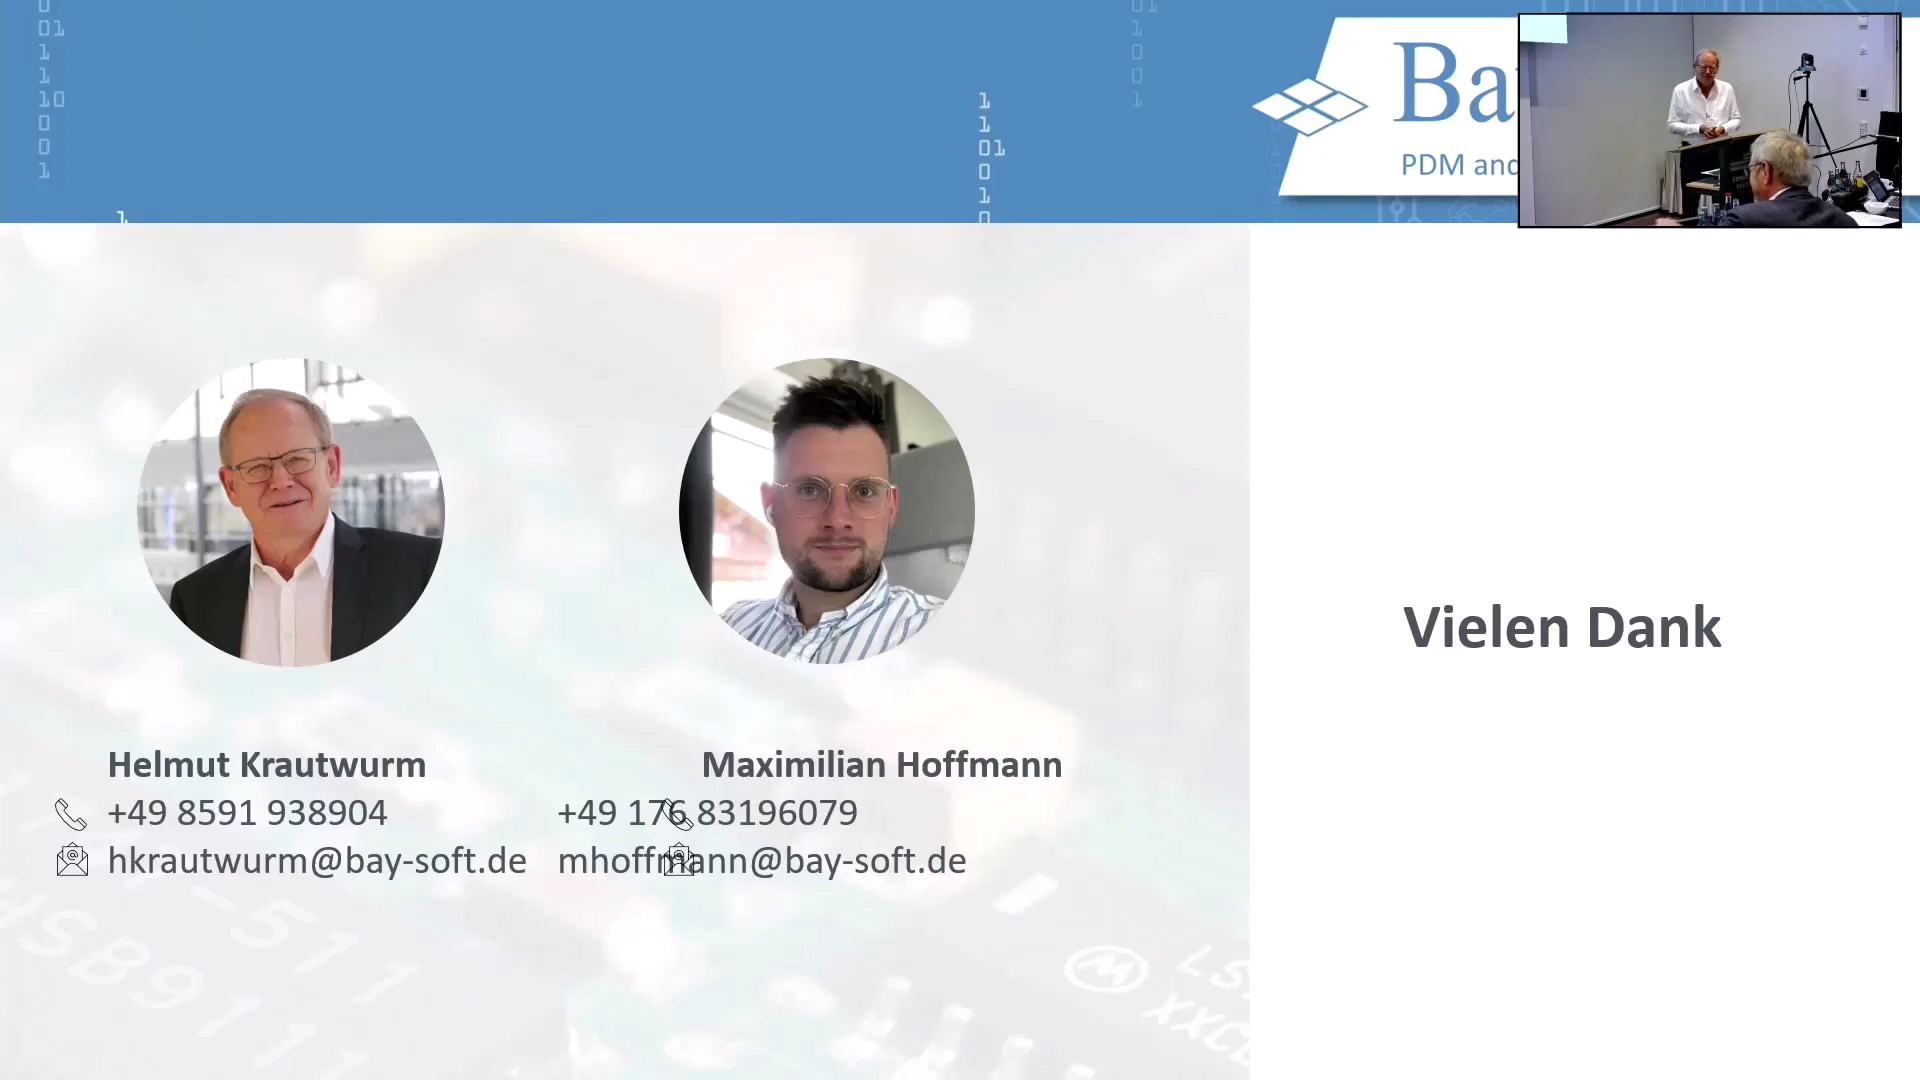 Ba
PDM and
Vielen Dank
Helmut Krautwurm
+49 8591 938904
hkrautwurm@bay-soft.de
Maximilian Hoffmann
+49 176 83196079
mhoffmann@bay-soft.de